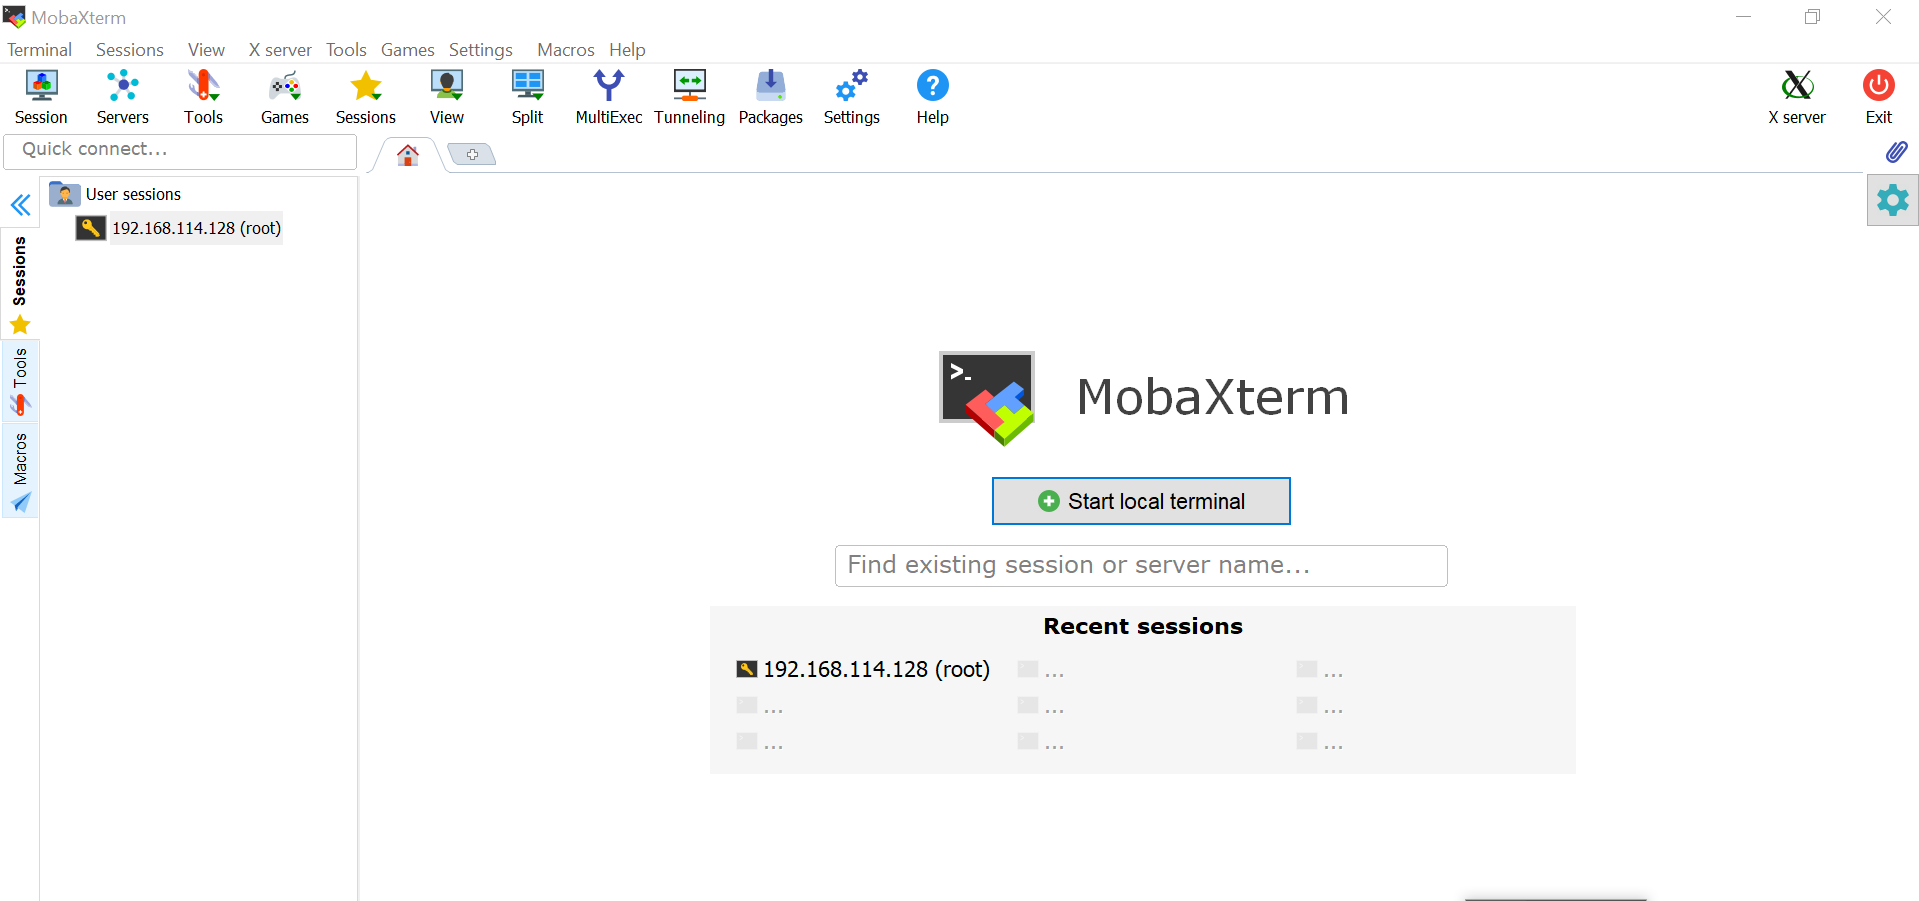 MobaXterm
Terminal Sessions View X server Tools Games Settings Macros Help
Session Servers Tools Games Sessions View Split MultiExec Tunneling Packages Settings Help X server Exit
Quick connect...
User sessions
192.168.114.128 (root)
Sessions
Tools
Macros
>_
MobaXterm
Start local terminal
Find existing session or server name...
Recent sessions
192.168.114.128 (root) ... ...
... ... ...
... ... ...